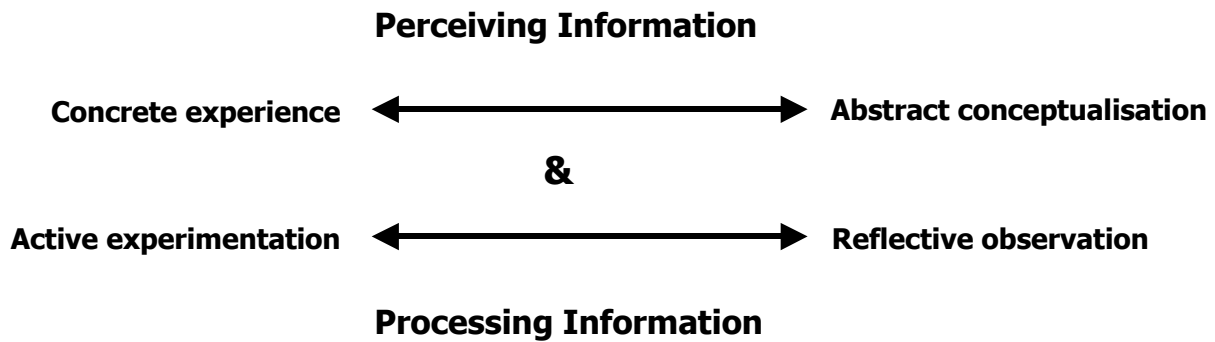 Perceiving Information
Concrete experience Abstract conceptualisation
&
Active experimentation Reflective observation
Processing Information